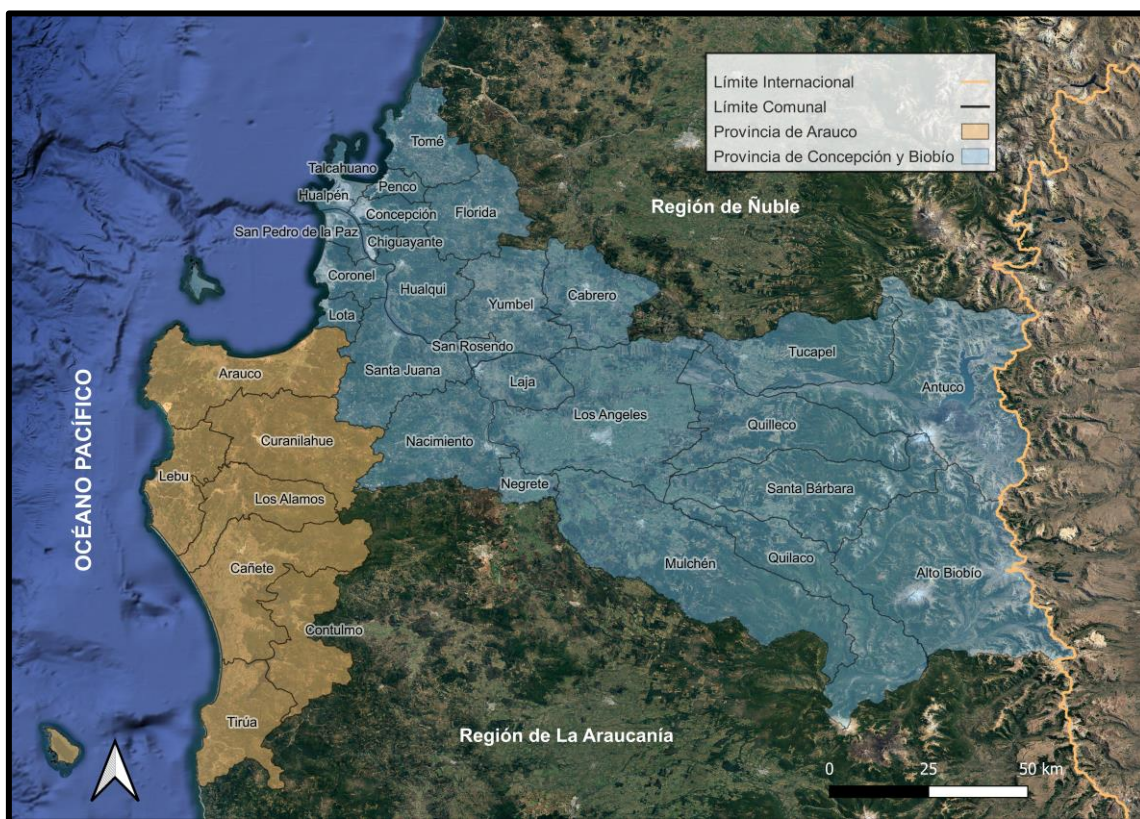 Límite Internacional
Límite Comunal
Provincia de Arauco
Provincia de Concepción y Biobío
Tomé
Talcahuano
Penco
Hualpén
Concepción
Florida
Región de Ñuble
San Pedro de la Paz
Chiguayante
Coronel
Hualqui
Yumbel
Cabrero
Lota
San Rosendo
Tucapel
Arauco
Santa Juana
Laja
Antuco
Los Angeles
Quilleco
Curanilahue
Nacimiento
OCÉANO PACÍFICO
Lebu
Negrete
Santa Bárbara
Los Alamos
Mulchén
Quilaco
Cañete
Alto Biobío
Contulmo
Tirúa
Región de La Araucanía
0 25 50 km